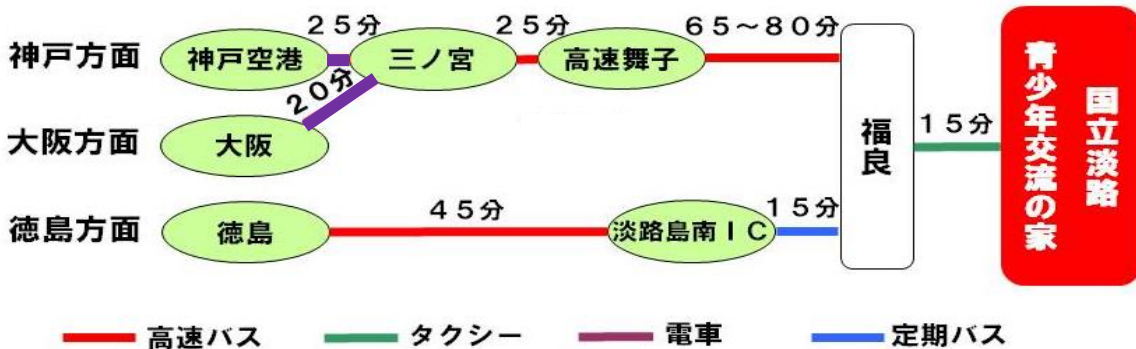 ２５分 ２５分 ６５～８０分
神戸方面 神戸空港 三ノ宮 高速舞子
２０分
大阪方面 大阪
福良
１５分
国立淡路
青少年交流の家
４５分 １５分
徳島方面 徳島 淡路島南ＩＣ
高速バス タクシー 電車 定期バス